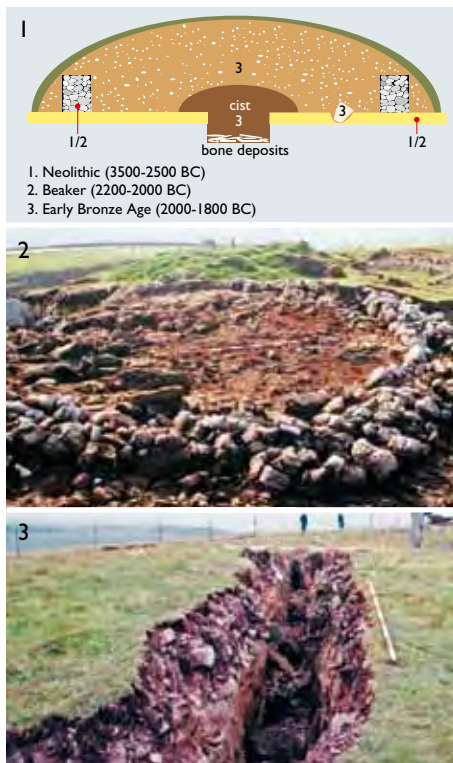 1
3
cist
3
3
1/2
1/2
bone deposits
1. Neolithic (3500-2500 BC)
2. Beaker (2200-2000 BC)
3. Early Bronze Age (2000-1800 BC)
2
3